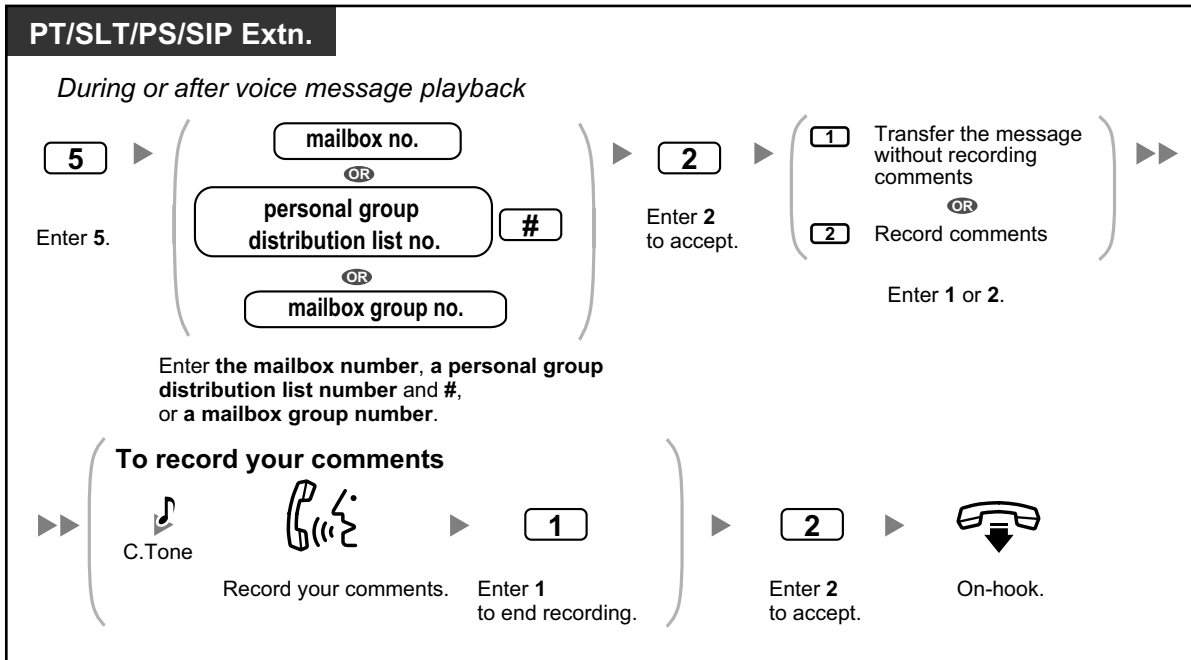 PT/SLT/PS/SIP Extn.
During or after voice message playback
5
Enter 5.
mailbox no.
OR
personal group
distribution list no.
#
OR
mailbox group no.
Enter the mailbox number, a personal group
distribution list number and #,
or a mailbox group number.
2
Enter 2
to accept.
1 Transfer the message
without recording
comments
OR
2 Record comments
Enter 1 or 2.
To record your comments
C.Tone
Record your comments.
1
Enter 1
to end recording.
2
Enter 2
to accept.
On-hook.